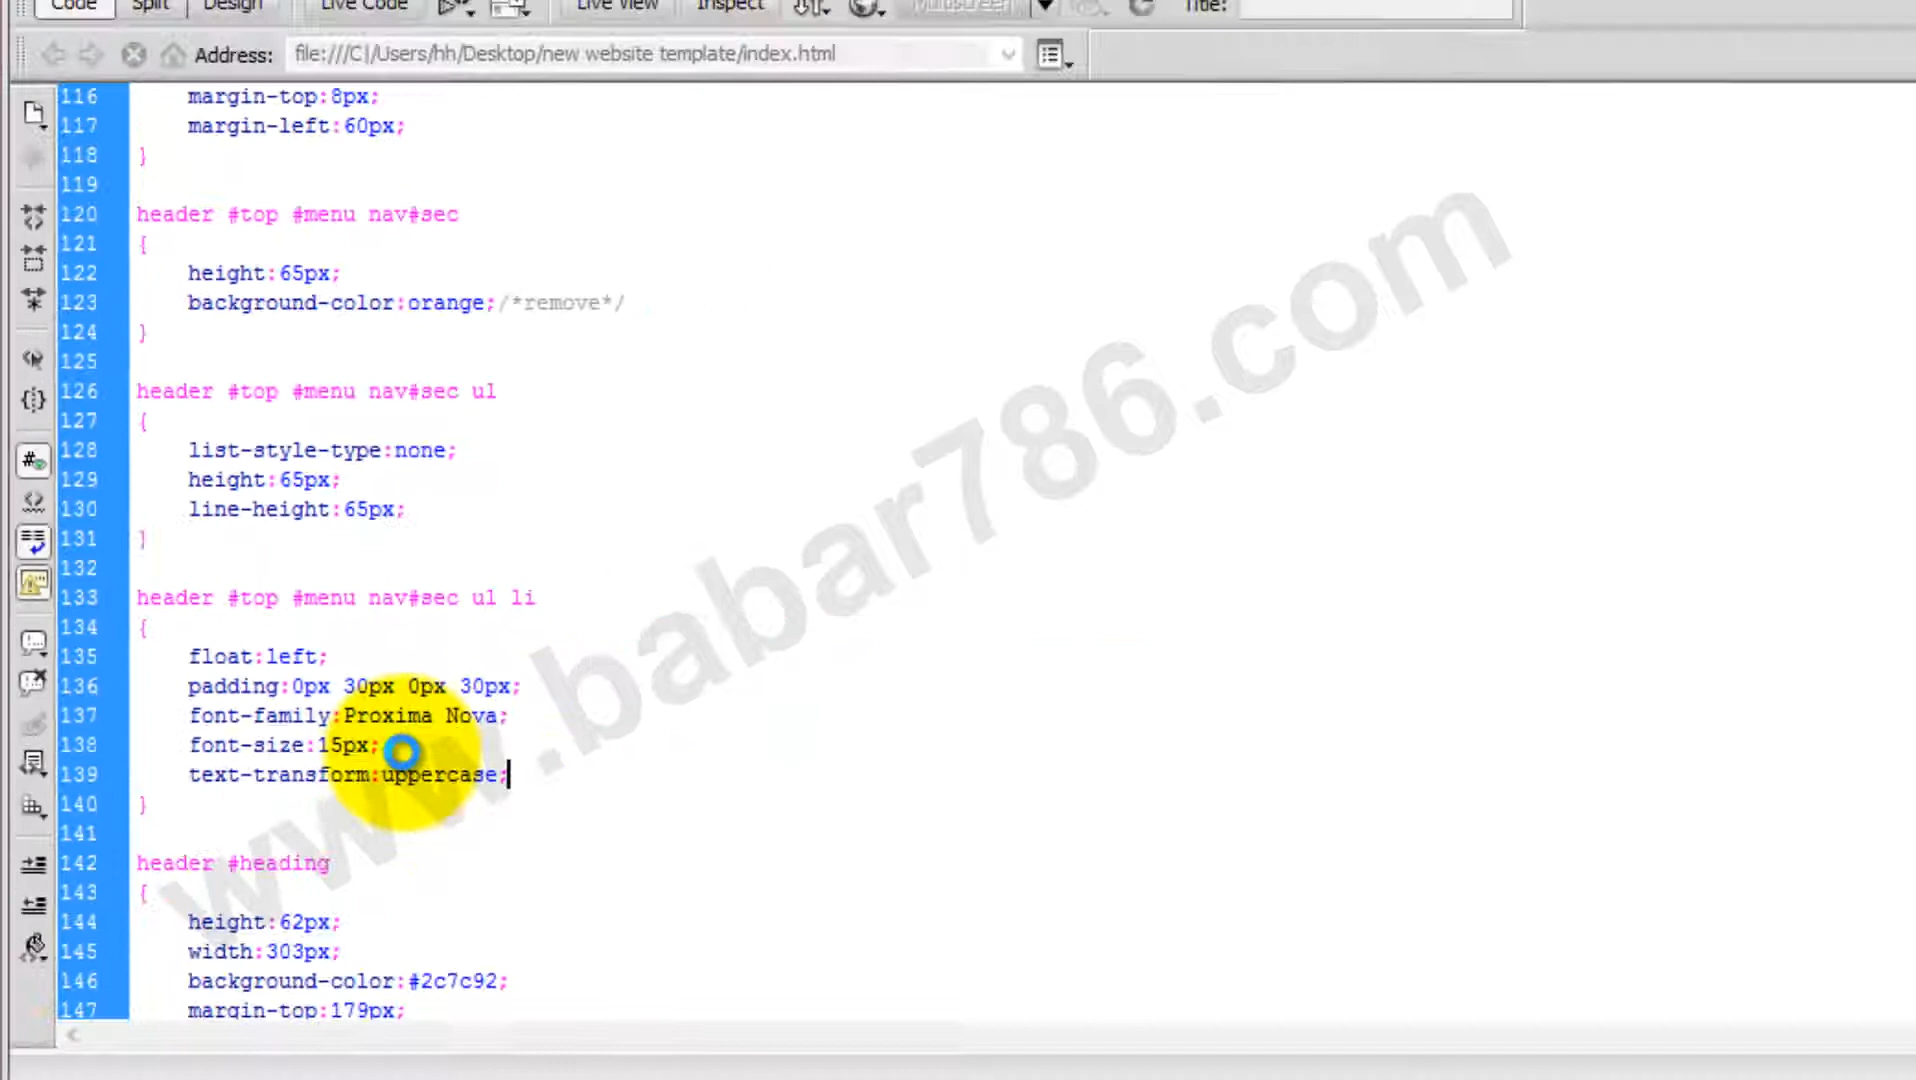 Code Split Design Live Code Live View Inspect Multiscreen Title:
Address: file:///C|/Users/hh/Desktop/new website template/index.html
116 margin-top:8px;
117 margin-left:60px;
118 }
119
120 header #top #menu nav#sec
121 {
122 height:65px;
123 background-color:orange;/*remove*/
124 }
125
126 header #top #menu nav#sec ul
127 {
128 list-style-type:none;
129 height:65px;
130 line-height:65px;
131 }
132
133 header #top #menu nav#sec ul li
134 {
135 float:left;
136 padding:0px 30px 0px 30px;
137 font-family:Proxima Nova;
138 font-size:15px;
139 text-transform:uppercase;
140 }
141
142 header #heading
143 {
144 height:62px;
145 width:303px;
146 background-color:#2c7c92;
147 margin-top:179px;
www.babar786.com